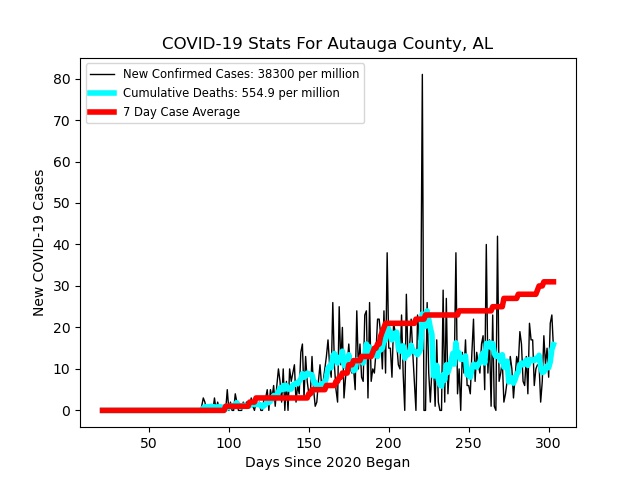 COVID-19 Stats For Autauga County, AL
New Confirmed Cases: 38300 per million
Cumulative Deaths: 554.9 per million
7 Day Case Average
80
70
60
50
40
30
20
10
0
New COVID-19 Cases
50 100 150 200 250 300
Days Since 2020 Began